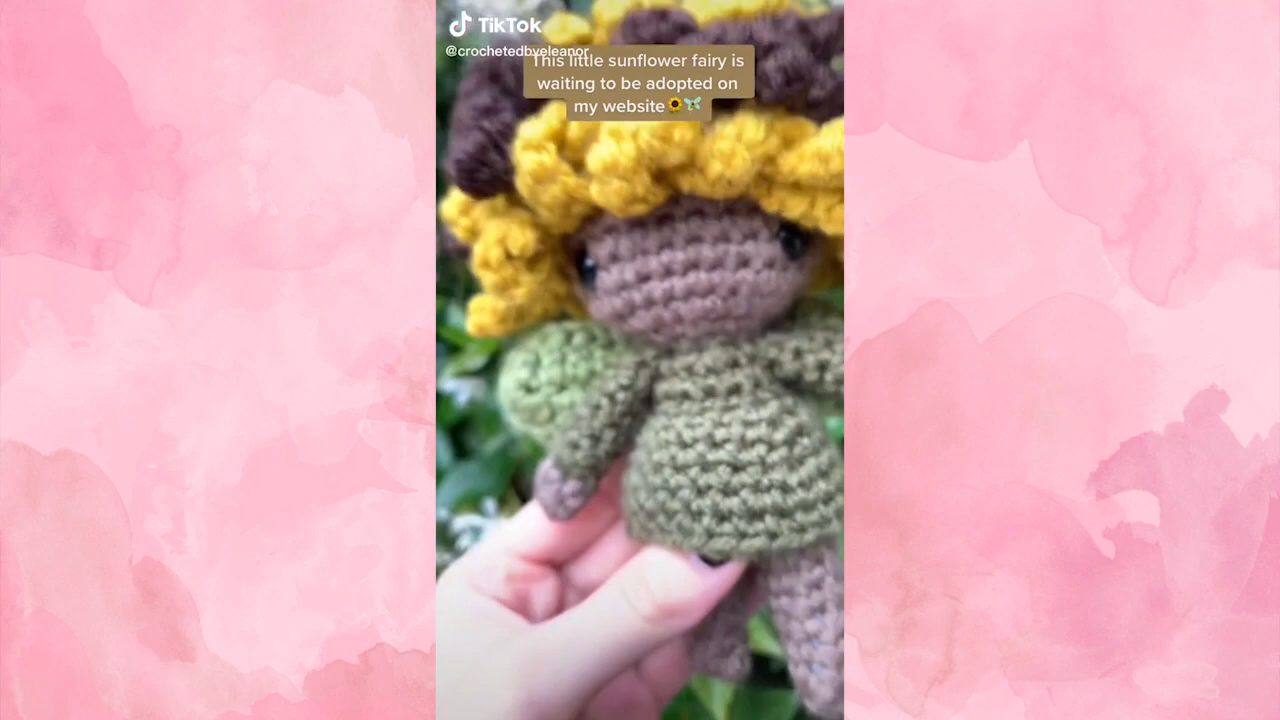 TikTok
@crochetedbyeleanor
This little sunflower fairy is
waiting to be adopted on
my website🌻🧚